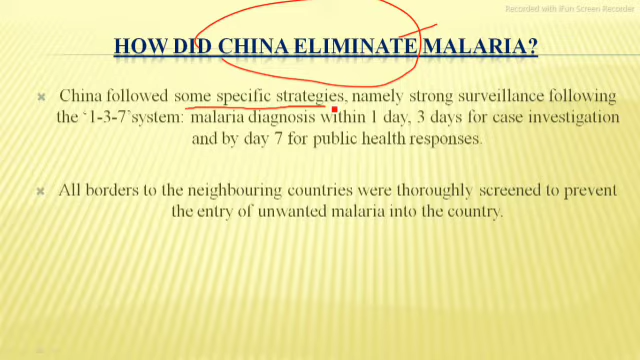 Recorded with iFun Screen Recorder
HOW DID CHINA ELIMINATE MALARIA?
China followed some specific strategies, namely strong surveillance following
the ‘1-3-7’system: malaria diagnosis within 1 day, 3 days for case investigation
and by day 7 for public health responses.
All borders to the neighbouring countries were thoroughly screened to prevent
the entry of unwanted malaria into the country.